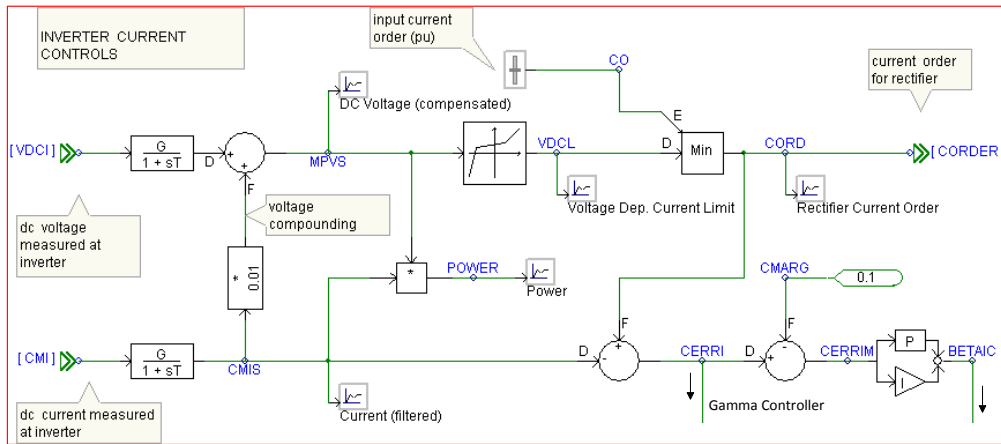 INVERTER CURRENT
CONTROLS
input current
order (pu)
CO
current order
for rectifier
DC Voltage (compensated)
E
[VDCI]
G
1 + sT
D
+
+
F
MPVS
VDCL
D
Min
CORD
[CORDER
Voltage Dep. Current Limit
Rectifier Current Order
voltage
compounding
dc voltage
measured at
inverter
*
0.01
*
POWER
Power
CMARG
0.1
F
F
[CMI]
G
1 + sT
CMIS
D
-
+
CERRI
D
+
-
CERRIM
P
I
BETAIC
Current (filtered)
Gamma Controller
dc current measured
at inverter